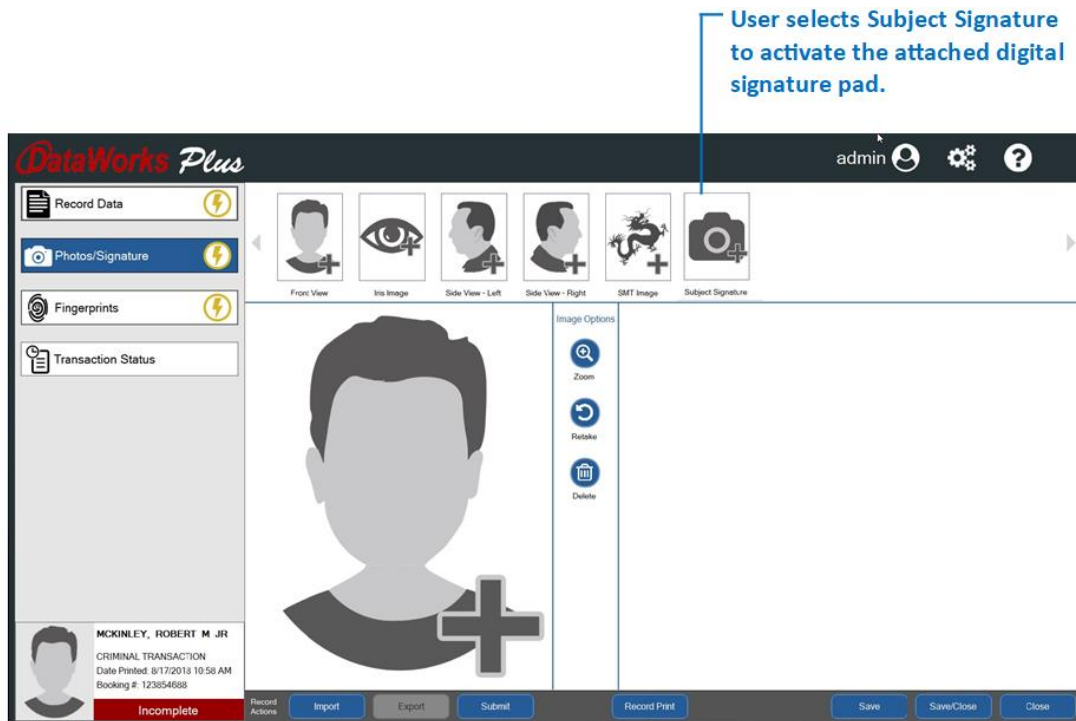 User selects Subject Signature
to activate the attached digital
signature pad.
DataWorks Plus
admin
Record Data
Photos/Signature
Fingerprints
Transaction Status
Front View
Iris Image
Side View - Left
Side View - Right
SMT Image
Subject Signature
Image Options
Zoom
Retake
Delete
MCKINLEY, ROBERT M JR
CRIMINAL TRANSACTION
Date Printed: 8/17/2018 10:58 AM
Booking #: 123854688
Incomplete
Record
Actions
Import
Export
Submit
Record Print
Save
Save/Close
Close